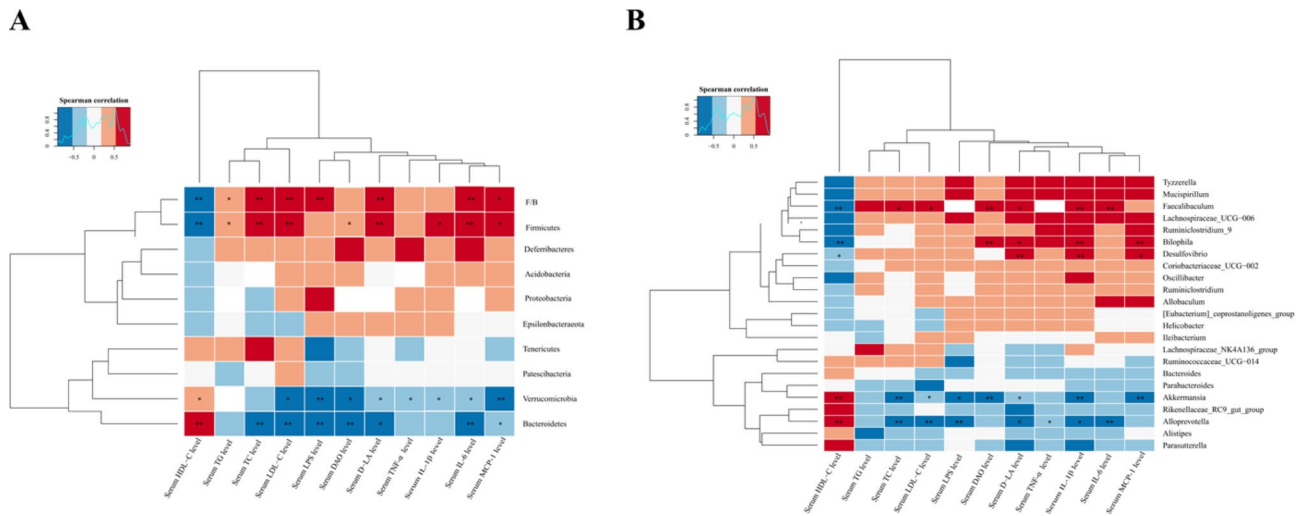 A
B
Spearman correlation
0 0.4 0.8
−0.5 0 0.5
F/B
Firmicutes
Deferribacteres
Acidobacteria
Proteobacteria
Epsilonbacteraeota
Tenericutes
Patescibacteria
Verrucomicrobia
Bacteroidetes
Serum HDL-C level
Serum TG level
Serum TC level
Serum LDL-C level
Serum LPS level
Serum DAO level
Serum D-LA level
Serum TNF-α level
Serum IL-1β level
Serum IL-6 level
Serum MCP-1 level
Spearman correlation
0 0.4 0.8
−0.5 0 0.5
Tyzzerella
Mucispirillum
Faecalibaculum
Lachnospiraceae_UCG−006
Ruminiclostridium_9
Bilophila
Desulfovibrio
Coriobacteriaceae_UCG−002
Oscillibacter
Ruminiclostridium
Allobaculum
[Eubacterium]_coprostanoligenes_group
Helicobacter
Ileibacterium
Lachnospiraceae_NK4A136_group
Ruminococcaceae_UCG−014
Bacteroides
Parabacteroides
Akkermansia
Rikenellaceae_RC9_gut_group
Alloprevotella
Alistipes
Parasutterella
Serum HDL-C level
Serum TG level
Serum TC level
Serum LDL-C level
Serum LPS level
Serum DAO level
Serum D-LA level
Serum TNF-α level
Serum IL-1β level
Serum IL-6 level
Serum MCP-1 level